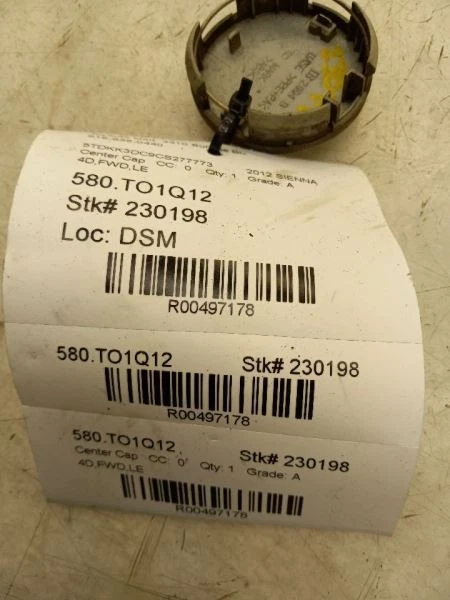 5TDKK3DC9CS277773 2012 SIENNA
Center Cap CC: 0 Qty: 1 Grade: A
4D,FWD,LE
580.TO1Q12
Stk# 230198
Loc: DSM
R00497178
580.TO1Q12 Stk# 230198
R00497178
580.TO1Q12 Stk# 230198
Center Cap CC: 0 Qty: 1 Grade: A
4D,FWD,LE
R00497178